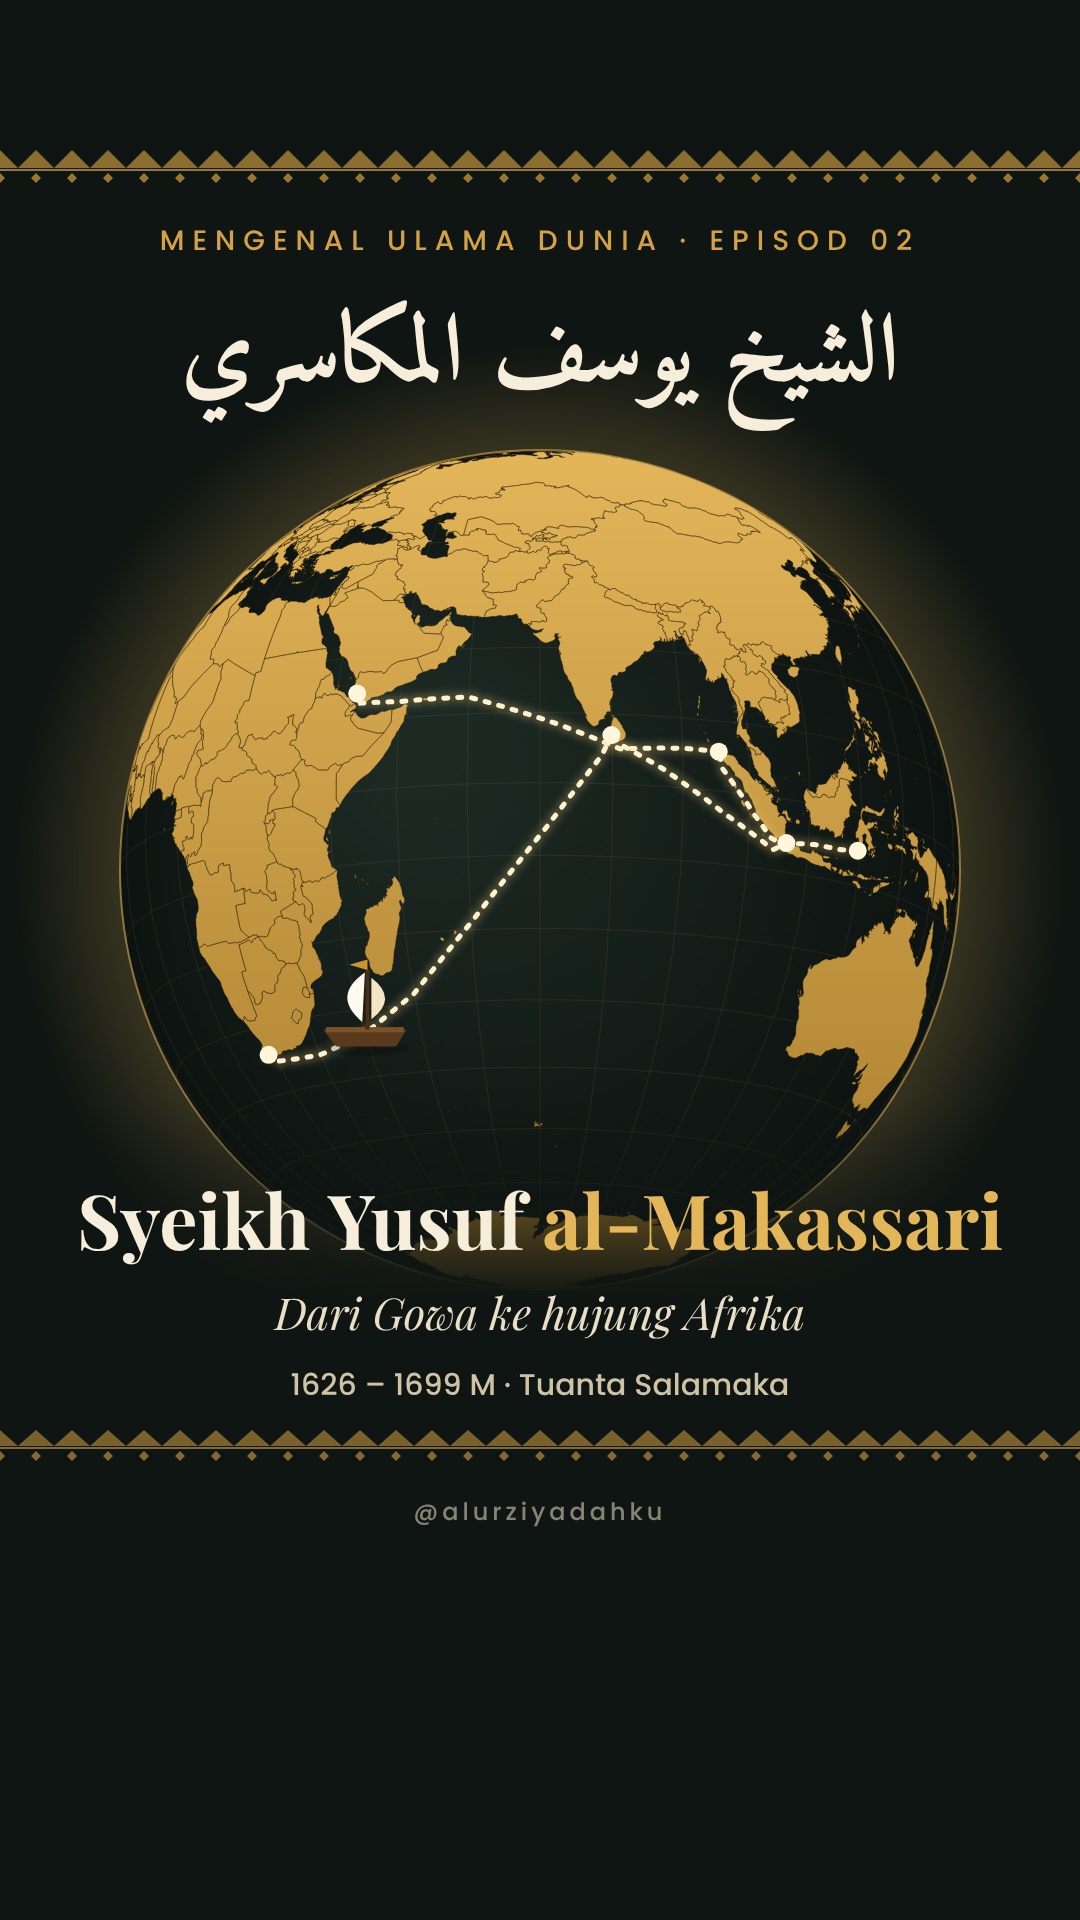 MENGENAL ULAMA DUNIA · EPISOD 02
الشيخ يوسف المكاسري
Syeikh Yusuf al-Makassari
Dari Gowa ke hujung Afrika
1626 – 1699 M · Tuanta Salamaka
@alurziyadahku